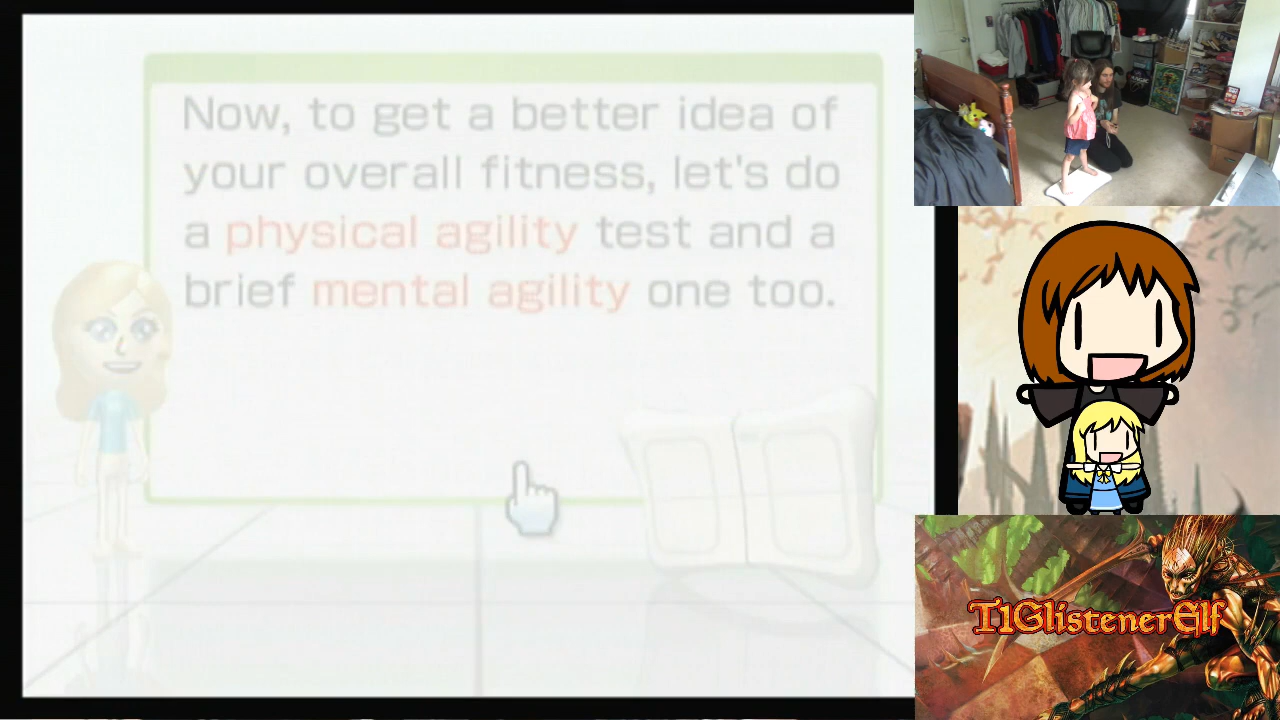 Now, to get a better idea of
your overall fitness, let's do
a physical agility test and a
brief mental agility one too.
T1GlistenerElf